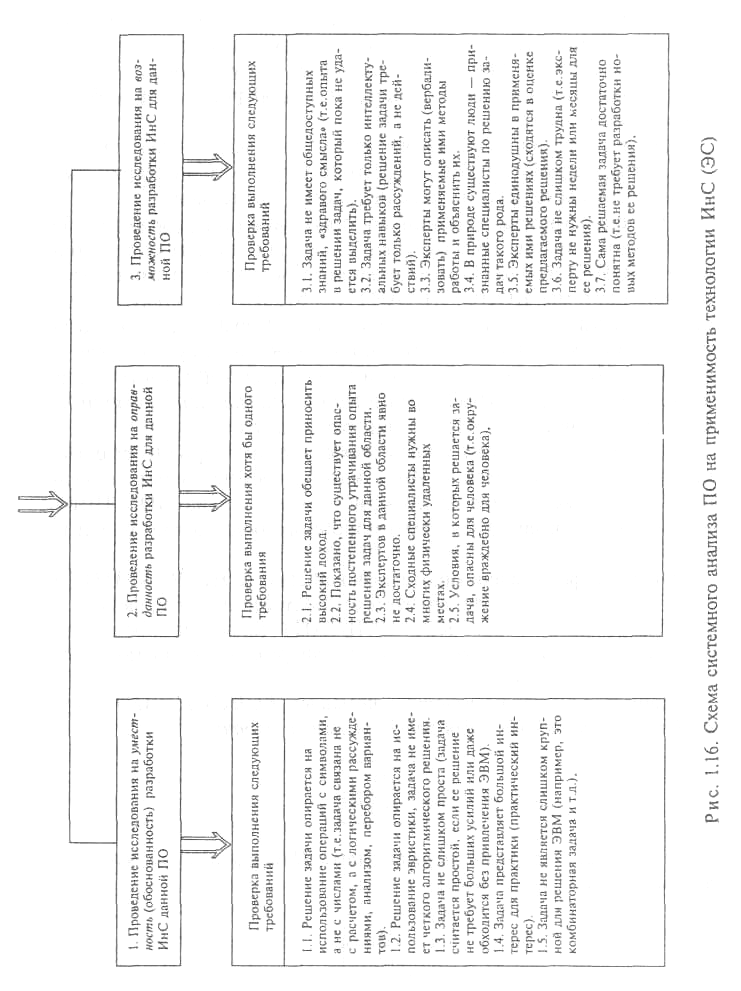 1. Проведение исследования на умест-
ность (обоснованность) разработки
ИнС данной ПО
Проверка выполнения следующих
требований
1.1. Решение задачи опирается на
использование операций с символами,
а не с числами (т.е.задача связана не
с расчетом, а с логическими рассужде-
ниями, анализом, перебором вариан-
тов).
1.2. Решение задачи опирается на ис-
пользование эвристики, задача не име-
ет четкого алгоритмического решения.
1.3. Задача не слишком проста (задача
считается простой, если ее решение
не требует больших усилий или даже
обходится без привлечения ЭВМ).
1.4. Задача представляет большой ин-
терес для практики (практический ин-
терес).
1.5. Задача не является слишком круп-
ной для решения ЭВМ (например, это
комбинаторная задача и т.п.).
2. Проведение исследования на оправ-
данность разработки ИнС для данной
ПО
Проверка выполнения хотя бы одного
требования
2.1. Решение задачи обещает приносить
высокий доход.
2.2. Показано, что существует опас-
ность постепенного утрачивания опыта
решения задач для данной области.
2.3. Экспертов в данной области явно
не достаточно.
2.4. Сходные специалисты нужны во
многих физически удаленных
местах.
2.5. Условия, в которых решается за-
дача, опасны для человека (т.е.окру-
жение враждебно для человека).
3. Проведение исследования на воз-
можность разработки ИнС для дан-
ной ПО
Проверка выполнения следующих
требований
3.1. Задача не имеет общедоступных
знаний, «здравого смысла» (т.е.опыта
в решении задач, который пока не уда-
ется выделить).
3.2. Задача требует только интеллекту-
альных навыков (решение задачи тре-
бует только рассуждений, а не дей-
ствий).
3.3. Эксперты могут описать (вербали-
зовать) применяемые ими методы
работы и объяснить их.
3.4. В природе существуют люди — при-
знанные специалисты по решению за-
дач такого рода.
3.5. Эксперты единодушны в применя-
емых ими решениях (сходятся в оценке
предлагаемого решения).
3.6. Задача не слишком трудна (т.е.экс-
перту не нужны недели или месяцы для
ее решения).
3.7. Сама решаемая задача достаточно
понятна (т.е.не требует разработки но-
вых методов ее решения).
Рис. 1.16. Схема системного анализа ПО на применимость технологии ИнС (ЭС)